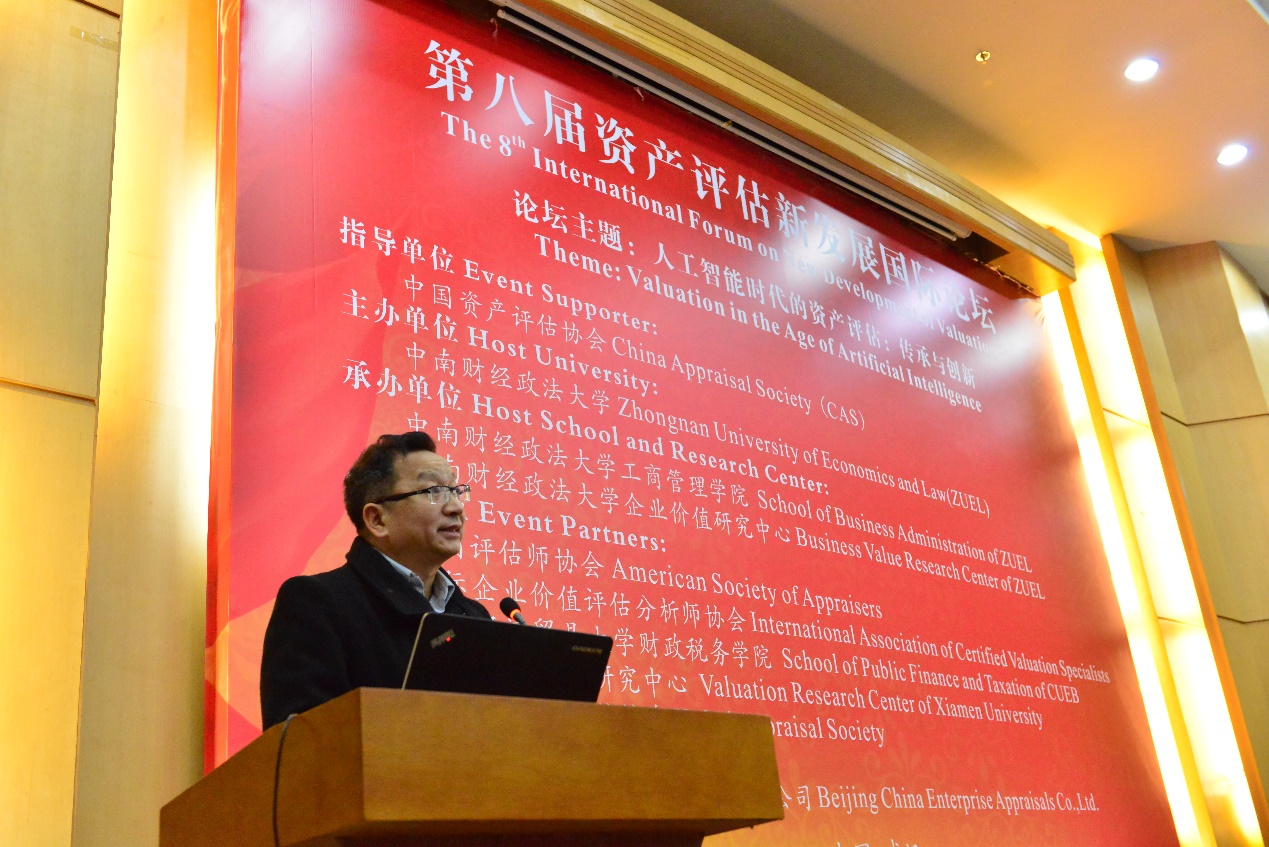 第八届资产评估新发展国际论坛
The 8th International Forum on New Development in Valuation
论坛主题：人工智能时代的资产评估：传承与创新
Theme: Valuation in the Age of Artificial Intelligence
指导单位 Event Supporter:
中国资产评估协会 China Appraisal Society (CAS)
主办单位 Host University:
中南财经政法大学 Zhongnan University of Economics and Law(ZUEL)
承办单位 Host School and Research Center:
中南财经政法大学工商管理学院 School of Business Administration of ZUEL
南财经政法大学企业价值研究中心 Business Value Research Center of ZUEL
Event Partners:
评估师协会 American Society of Appraisers
企业价值评估分析师协会 International Association of Certified Valuation Specialists
大学财政税务学院 School of Public Finance and Taxation of CUEB
研究中心 Valuation Research Center of Xiamen University
Society
公司 Beijing China Enterprise Appraisals Co.,Ltd.